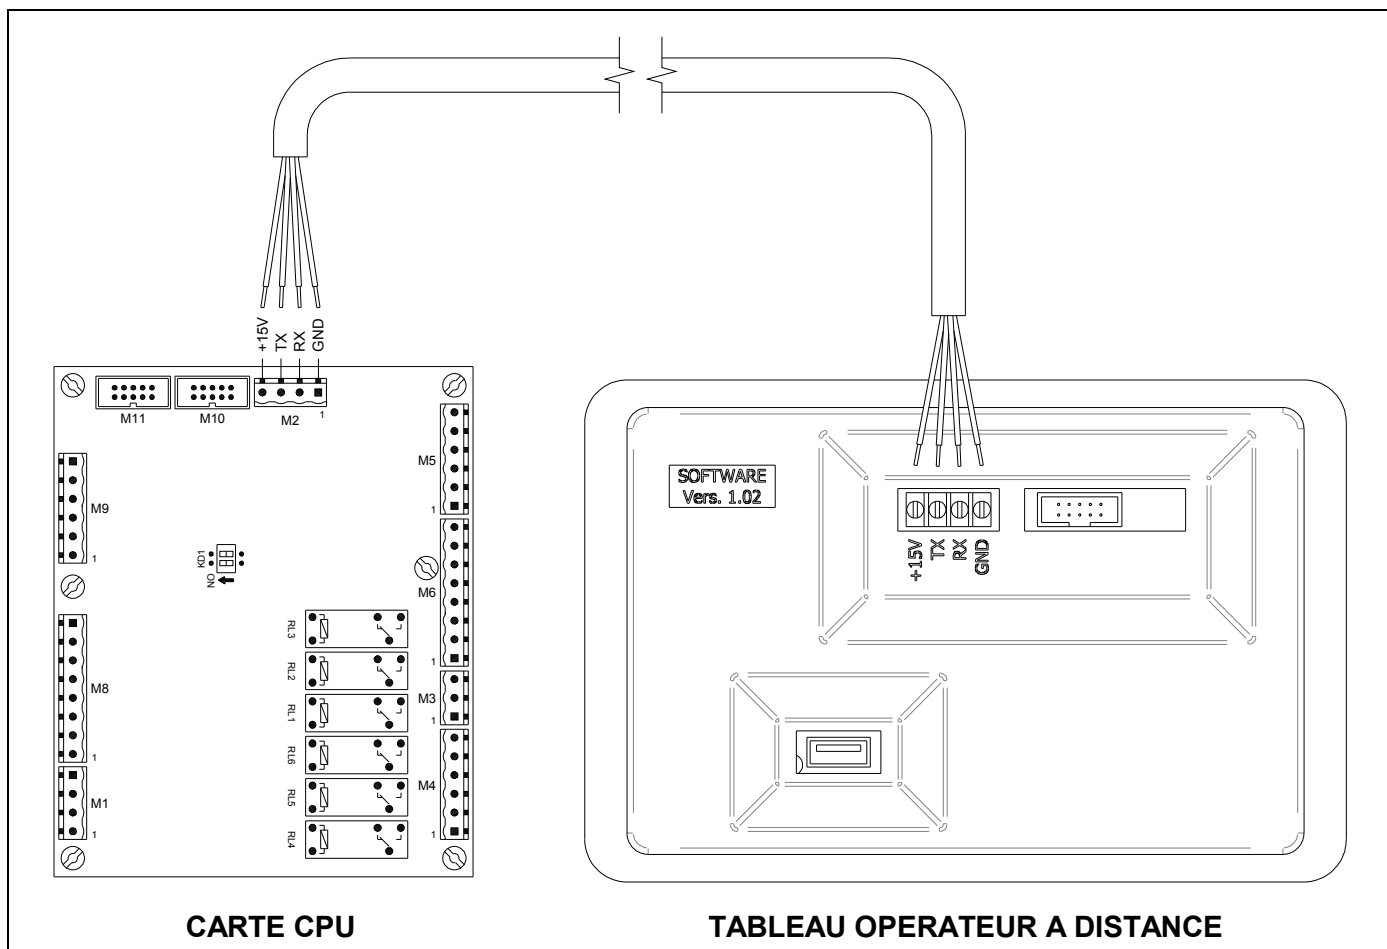 +15V
TX
RX
GND
M11
M10
M2
1
M5
1
M9
1
KD1
NO
M6
1
RL3
RL2
RL1
RL6
RL5
RL4
M8
1
M3
1
M1
1
M4
1
SOFTWARE
Vers. 1.02
+15V
TX
RX
GND
CARTE CPU
TABLEAU OPERATEUR A DISTANCE